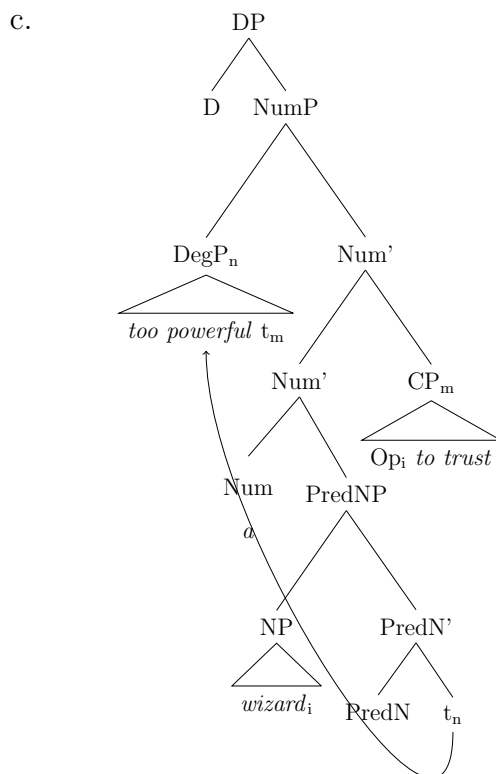 c.
DP
D NumP
DegPₙ Num'
too powerful tₘ
Num' CPₘ
Opᵢ to trust
Num PredNP
a
NP PredN'
wizardᵢ PredN tₙ